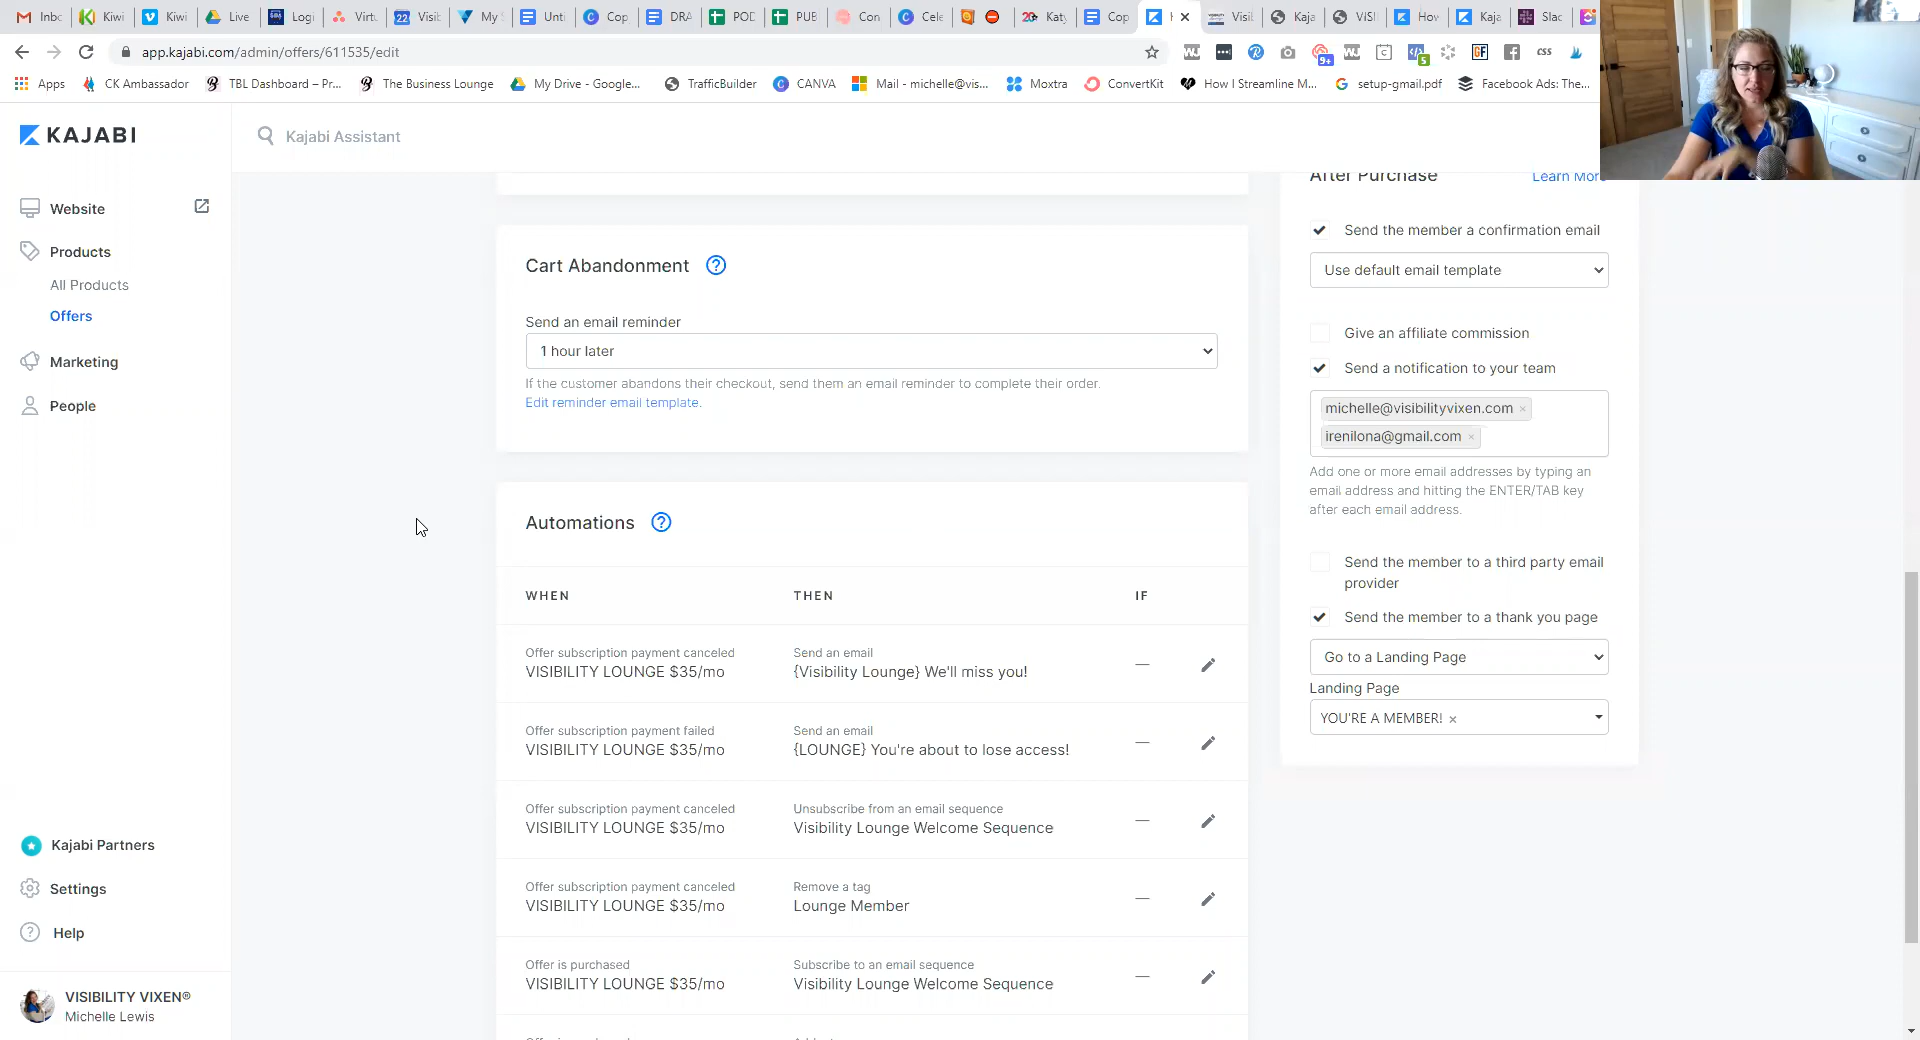 Inbc
Kiwi
Kiwi
Live
Logi
Virtu
22
Visib
My S
Unti
Cop
DRA
POD
PUB
Con
Cele
Katy
Cop
Visil
Kaja
VISI
How
Kaja
Slac
app.kajabi.com/admin/offers/611535/edit
9+
5
GF
css
Apps
CK Ambassador
TBL Dashboard – Pr...
The Business Lounge
My Drive - Google...
TrafficBuilder
CANVA
Mail - michelle@vis...
Moxtra
ConvertKit
How I Streamline M...
setup-gmail.pdf
Facebook Ads: The...
KAJABI
Kajabi Assistant
Website
Products
All Products
Offers
Marketing
People
Kajabi Partners
Settings
Help
VISIBILITY VIXEN®
Michelle Lewis
Cart Abandonment ?
Send an email reminder
1 hour later
If the customer abandons their checkout, send them an email reminder to complete their order.
Edit reminder email template.
Automations ?
WHEN THEN IF
Offer subscription payment canceled Send an email
VISIBILITY LOUNGE $35/mo {Visibility Lounge} We'll miss you! —
Offer subscription payment failed Send an email
VISIBILITY LOUNGE $35/mo {LOUNGE} You're about to lose access! —
Offer subscription payment canceled Unsubscribe from an email sequence
VISIBILITY LOUNGE $35/mo Visibility Lounge Welcome Sequence —
Offer subscription payment canceled Remove a tag
VISIBILITY LOUNGE $35/mo Lounge Member —
Offer is purchased Subscribe to an email sequence
VISIBILITY LOUNGE $35/mo Visibility Lounge Welcome Sequence —
After Purchase Learn More
Send the member a confirmation email
Use default email template
Give an affiliate commission
Send a notification to your team
michelle@visibilityvixen.com ×
irenilona@gmail.com ×
Add one or more email addresses by typing an
email address and hitting the ENTER/TAB key
after each email address.
Send the member to a third party email
provider
Send the member to a thank you page
Go to a Landing Page
Landing Page
YOU'RE A MEMBER! ×